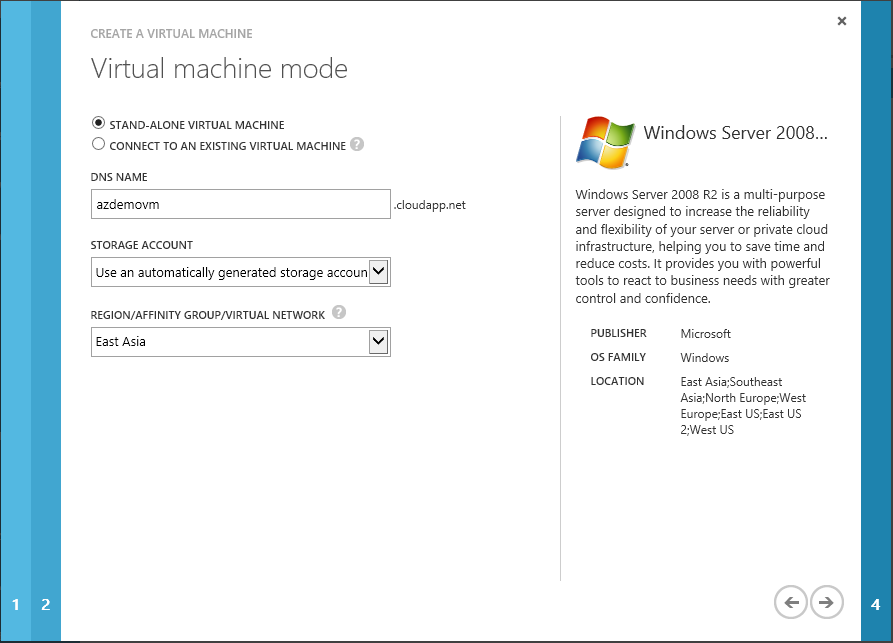 CREATE A VIRTUAL MACHINE
Virtual machine mode
STAND-ALONE VIRTUAL MACHINE
CONNECT TO AN EXISTING VIRTUAL MACHINE ?
DNS NAME
azdemovm
.cloudapp.net
STORAGE ACCOUNT
Use an automatically generated storage accoun
REGION/AFFINITY GROUP/VIRTUAL NETWORK ?
East Asia
Windows Server 2008...
Windows Server 2008 R2 is a multi-purpose
server designed to increase the reliability
and flexibility of your server or private cloud
infrastructure, helping you to save time and
reduce costs. It provides you with powerful
tools to react to business needs with greater
control and confidence.
PUBLISHER Microsoft
OS FAMILY Windows
LOCATION East Asia;Southeast
Asia;North Europe;West
Europe;East US;East US
2;West US
1 2
4